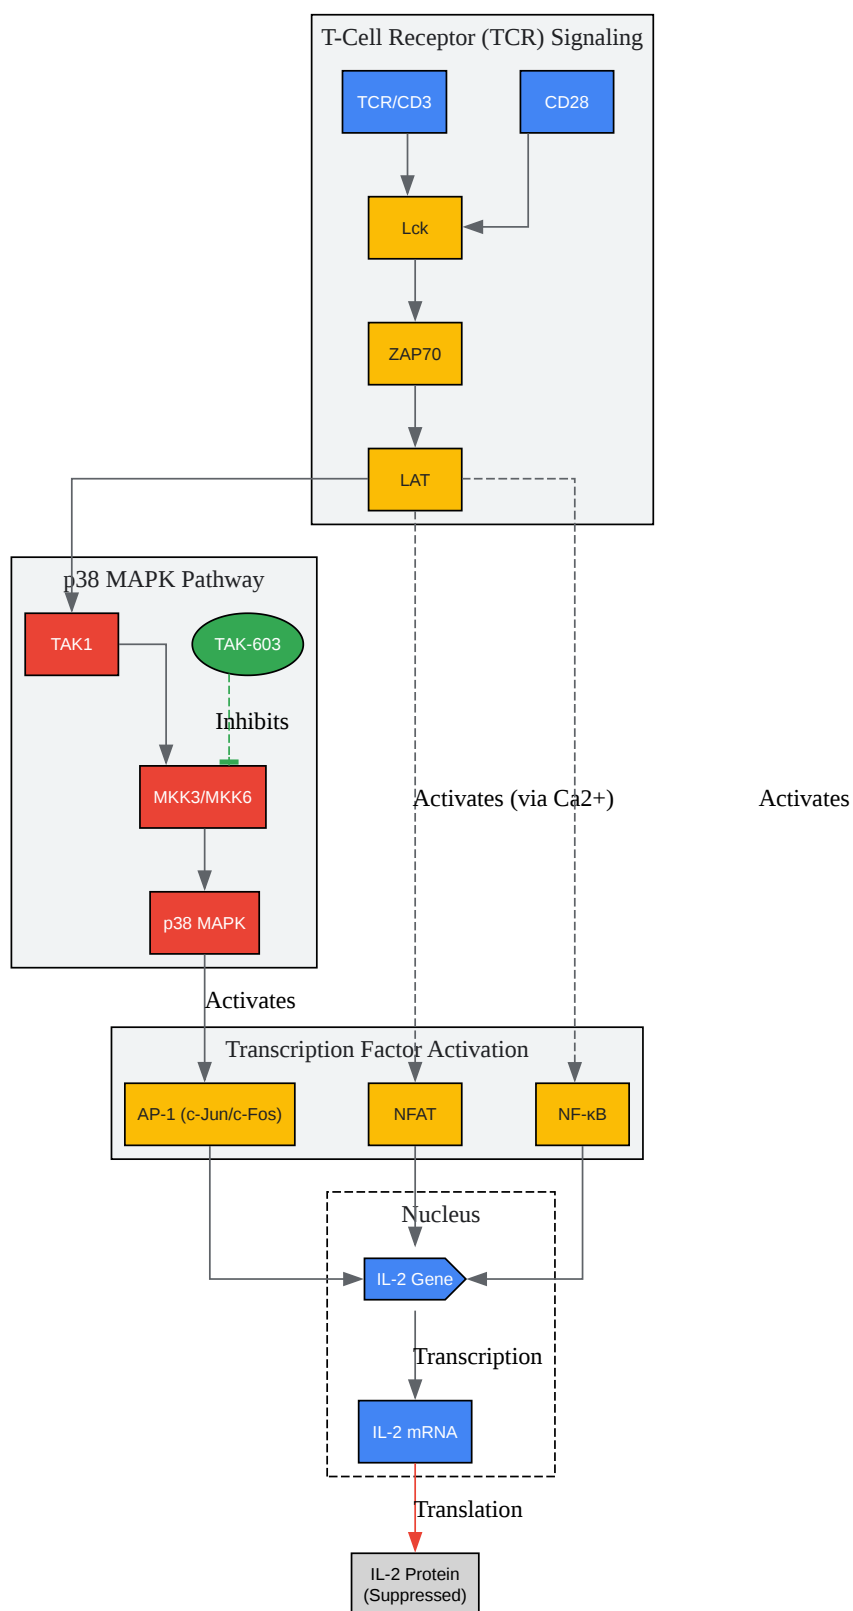 T-Cell Receptor (TCR) Signaling
TCR/CD3
CD28
Lck
ZAP70
LAT
p38 MAPK Pathway
TAK1
TAK-603
Inhibits
MKK3/MKK6
Activates (via Ca2+)
Activates
p38 MAPK
Activates
Transcription Factor Activation
AP-1 (c-Jun/c-Fos)
NFAT
NF-κB
Nucleus
IL-2 Gene
Transcription
IL-2 mRNA
Translation
IL-2 Protein
(Suppressed)